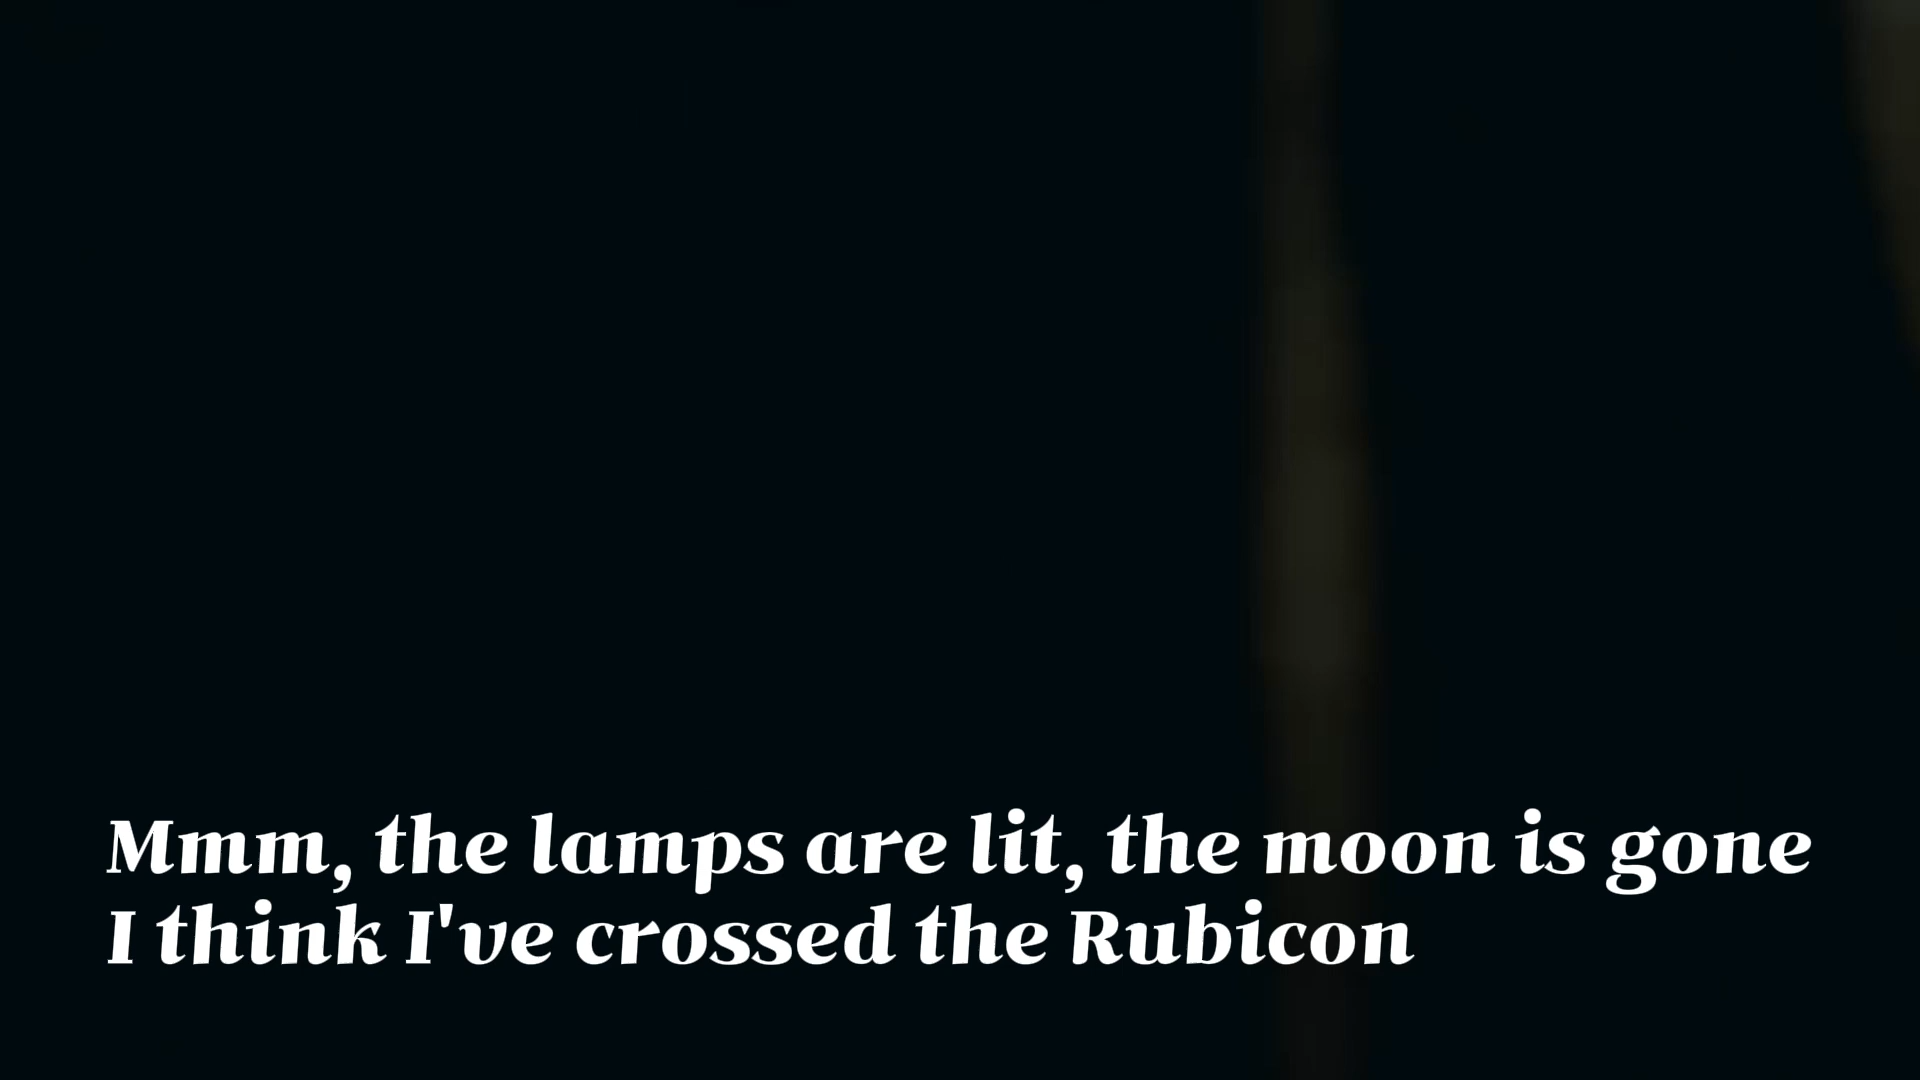 Mmm, the lamps are lit, the moon is gone
I think I've crossed the Rubicon